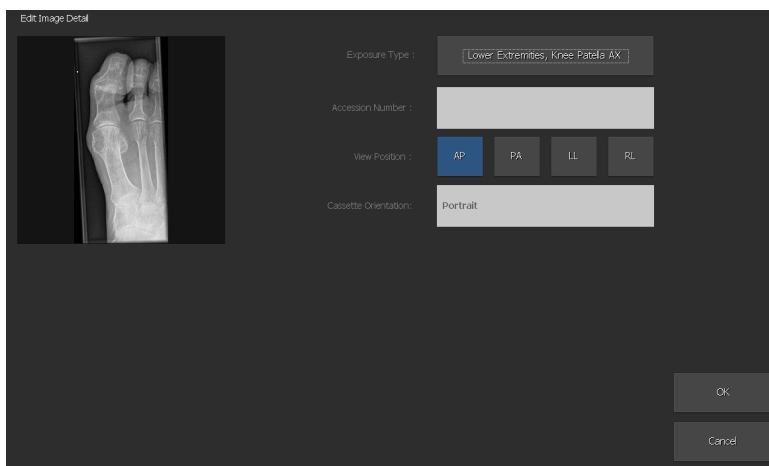 Edit Image Detail
Exposure Type :
Lower Extremities, Knee Patella AX
Accession Number :
View Position :
AP PA LL RL
Cassette Orientation:
Portrait
OK
Cancel